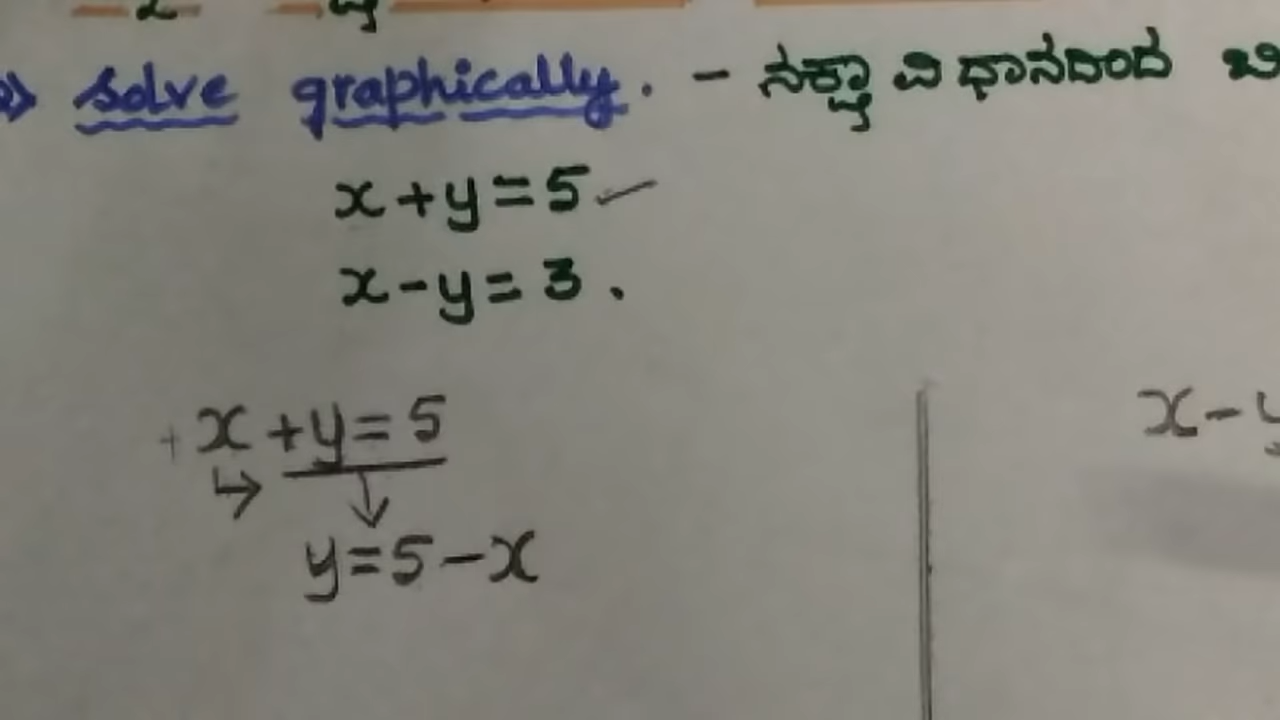 solve graphically. - ನಕ್ಷಾ ವಿಧಾನದಿಂದ
x+y=5
x-y=3.
x+y=5
y=5-x
x-